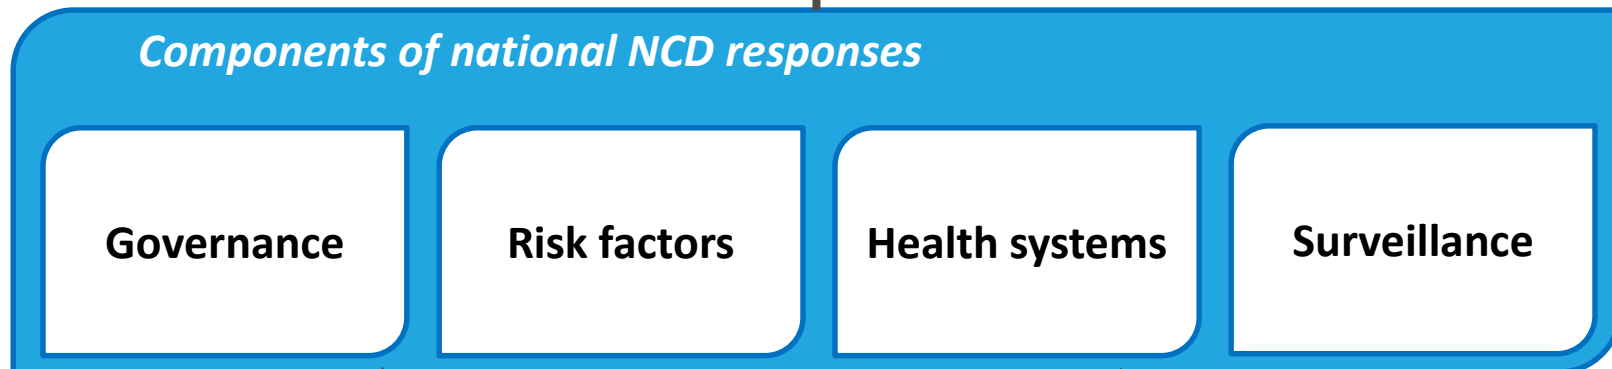 Components of national NCD responses
Governance
Risk factors
Health systems
Surveillance